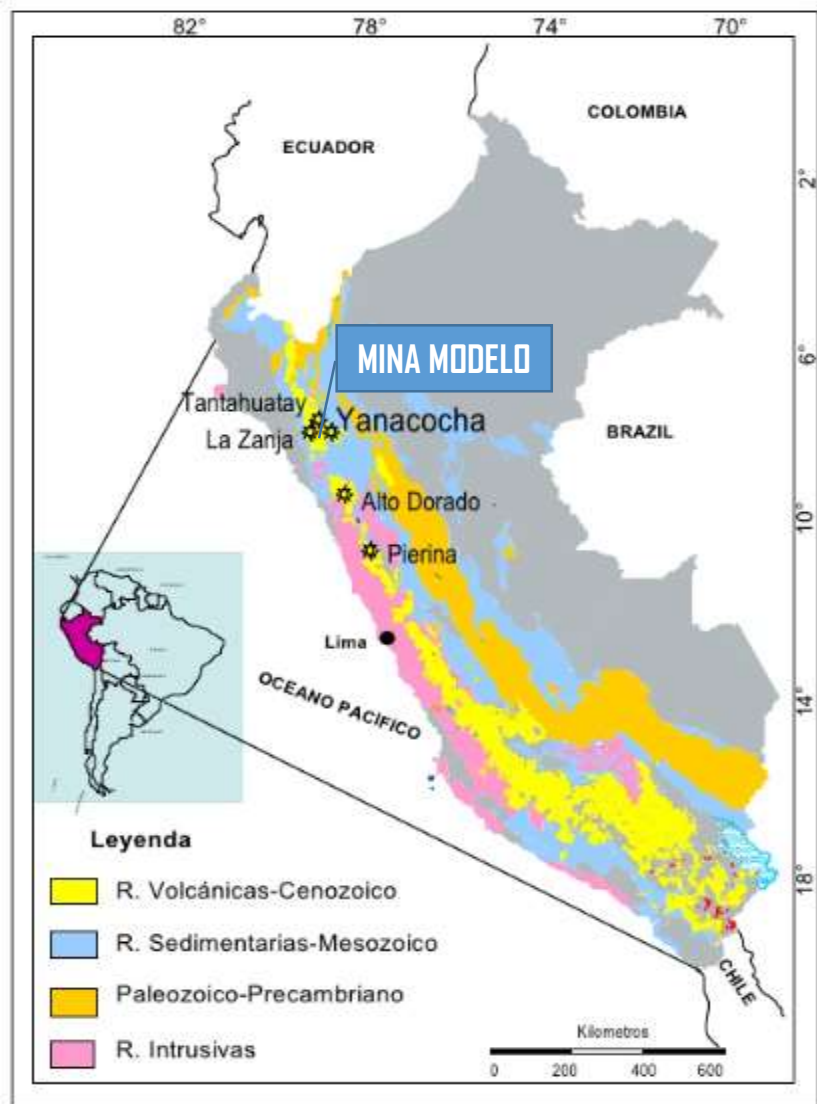 82° 78° 74° 70°
COLOMBIA
ECUADOR
2°
MINA MODELO
6°
Tantahuatay
Yanacocha
La Zanja
BRAZIL
Alto Dorado
10°
Pierina
Lima
OCEANO PACÍFICO
14°
Leyenda
R. Volcánicas-Cenozoico
18°
R. Sedimentarias-Mesozoico
Paleozoico-Precambriano
CHILE
R. Intrusivas
Kilometros
0 200 400 600